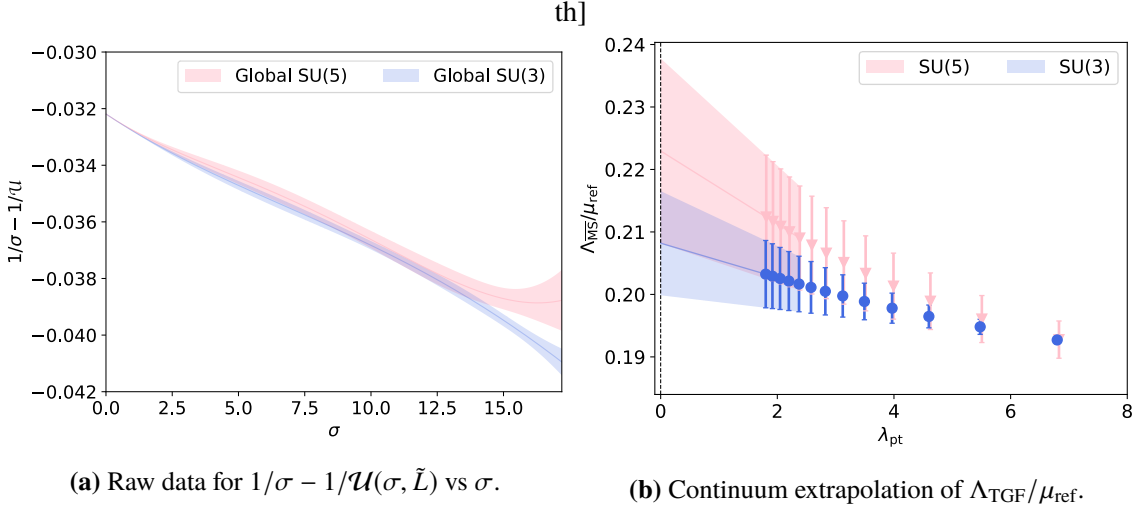 th]
−0.030
−0.032
−0.034
−0.036
−0.038
−0.040
−0.042
1/σ − 1/𝒰
Global SU(5)
Global SU(3)
0.0 2.5 5.0 7.5 10.0 12.5 15.0
σ
(a) Raw data for 1/σ − 1/𝒰(σ, L̃) vs σ.
0.24
0.23
0.22
0.21
0.20
0.19
Λ_M̅S̅/μ_ref
SU(5)
SU(3)
0 2 4 6 8
λ_pt
(b) Continuum extrapolation of Λ_TGF/μ_ref.